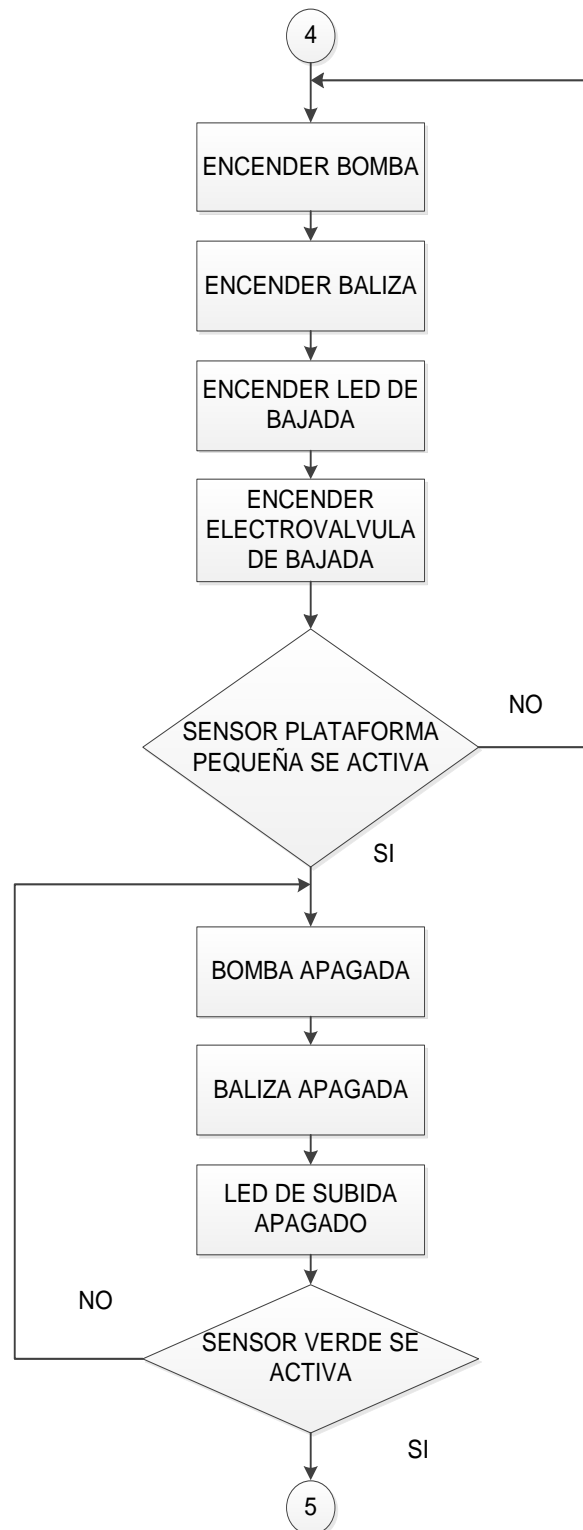 4
ENCENDER BOMBA
ENCENDER BALIZA
ENCENDER LED DE
BAJADA
ENCENDER
ELECTROVALVULA
DE BAJADA
SENSOR PLATAFORMA
PEQUEÑA SE ACTIVA
NO
SI
BOMBA APAGADA
BALIZA APAGADA
LED DE SUBIDA
APAGADO
NO
SENSOR VERDE SE
ACTIVA
SI
5